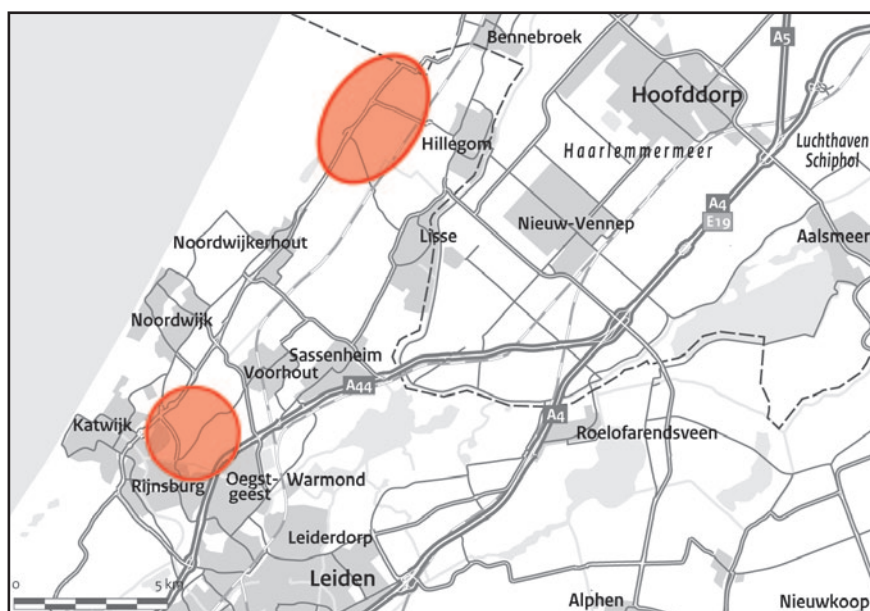 Bennebroek
A5
Hoofddorp
Hillegom
Haarlemmermeer
Luchthaven
Schiphol
A4
E19
Nieuw-Vennep
Noordwijkerhout
Lisse
Aalsmeer
Noordwijk
Sassenheim
Voorhout
A44
Katwijk
A4
Roelofarendsveen
Rijnsburg
Oegst-
geest
Warmond
Leiderdorp
Leiden
0
5 km
Alphen
Nieuwkoop